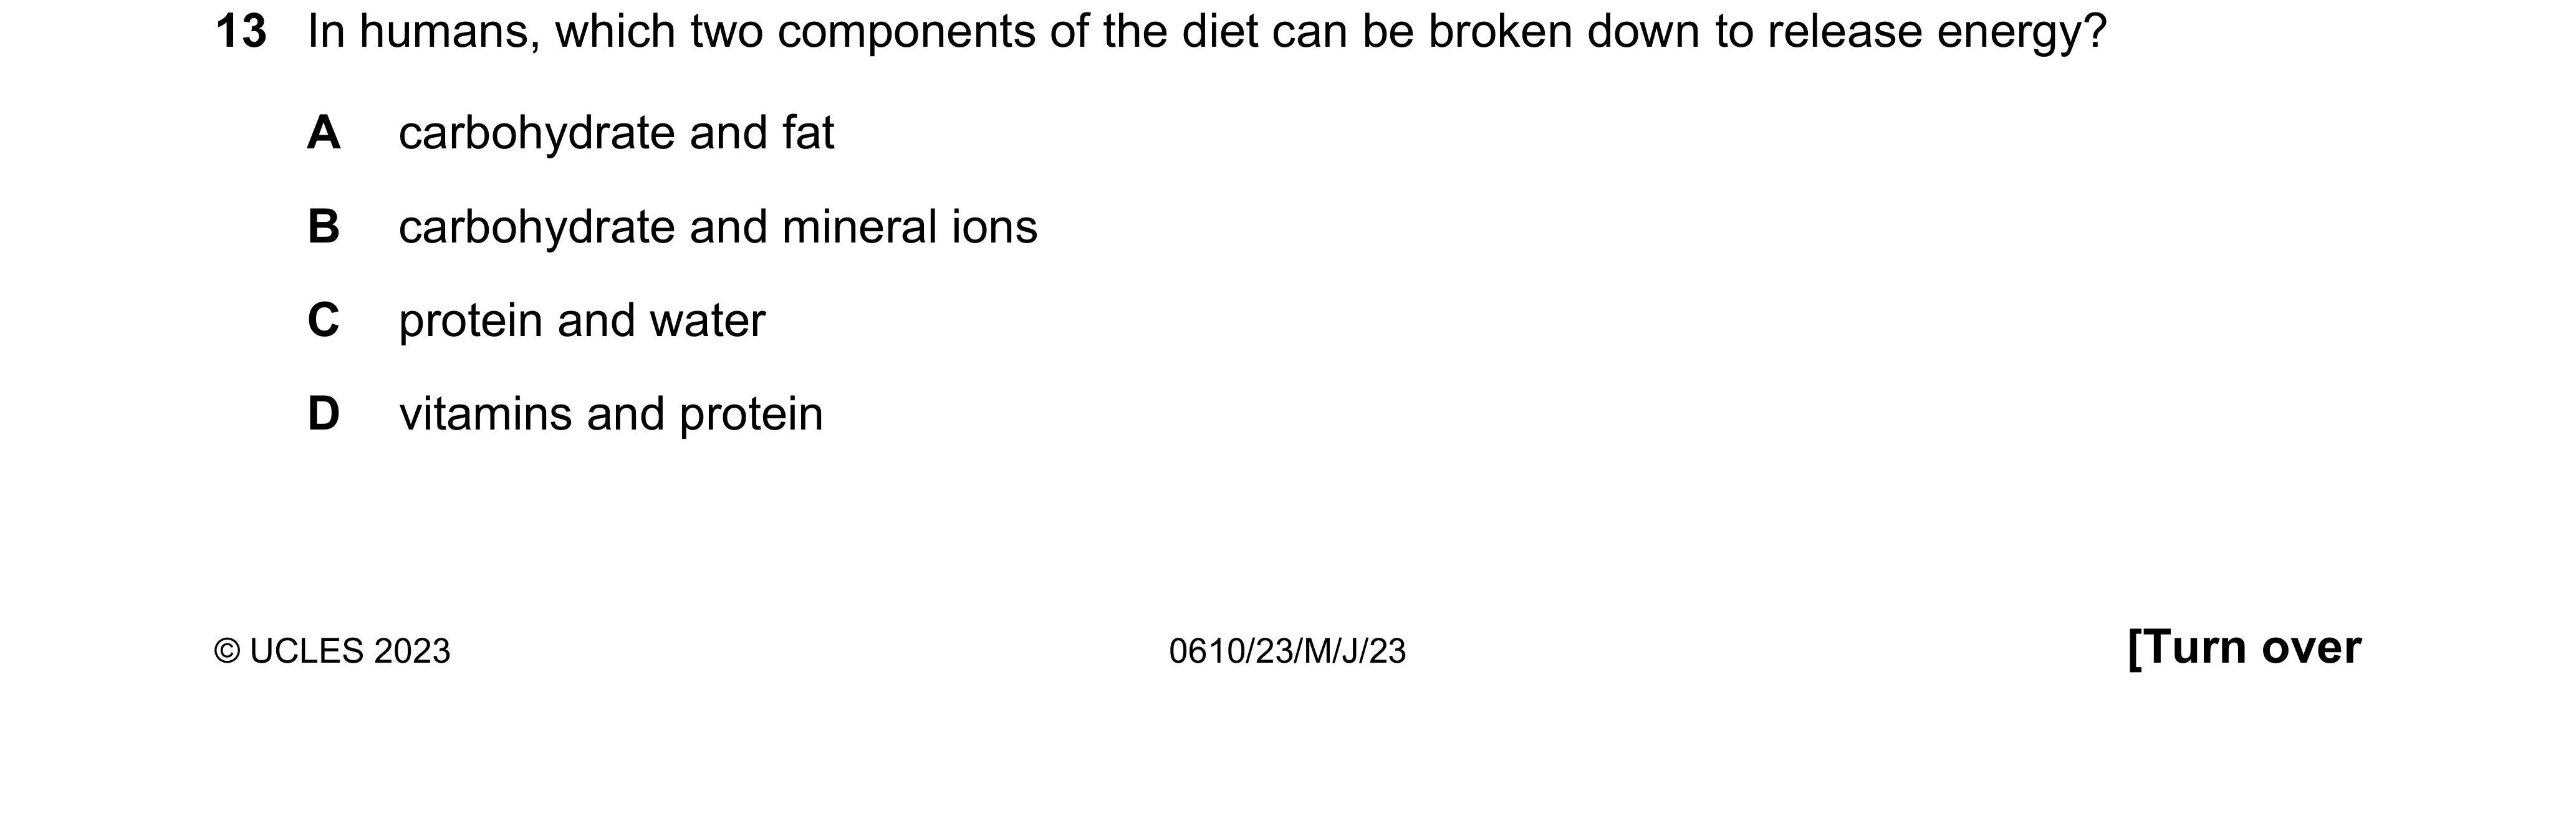 13 In humans, which two components of the diet can be broken down to release energy?
A carbohydrate and fat
B carbohydrate and mineral ions
C protein and water
D vitamins and protein
© UCLES 2023 0610/23/M/J/23 [Turn over